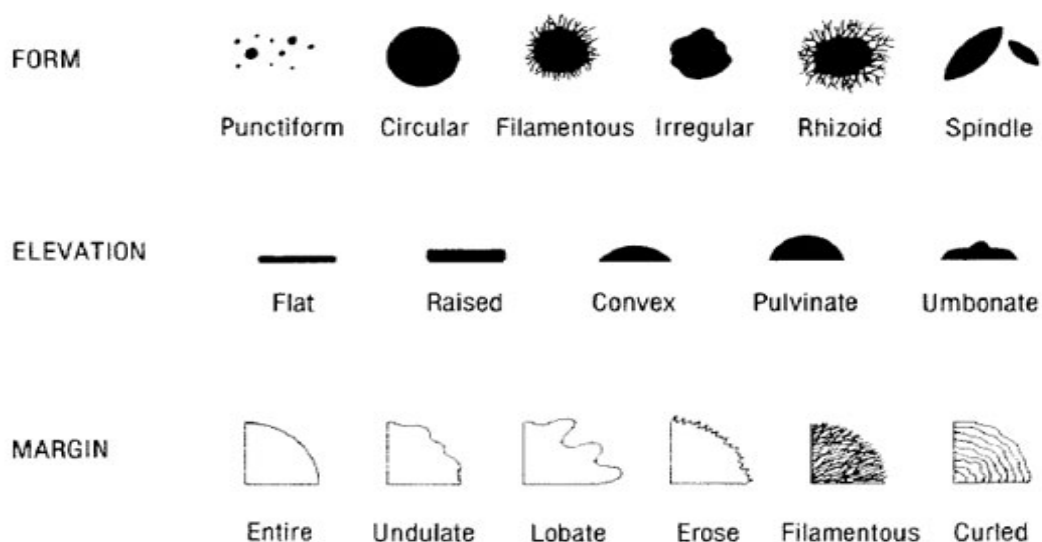 FORM
Punctiform Circular Filamentous Irregular Rhizoid Spindle
ELEVATION
Flat Raised Convex Pulvinate Umbonate
MARGIN
Entire Undulate Lobate Erose Filamentous Curled